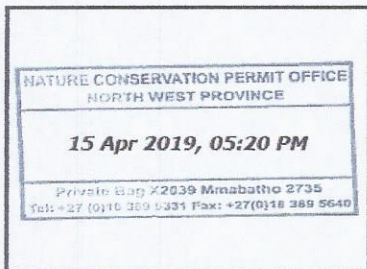 NATURE CONSERVATION PERMIT OFFICE
NORTH WEST PROVINCE
15 Apr 2019, 05:20 PM
Private Bag X2039 Mmabatho 2735
Tel: +27 (0)18 389 5331 Fax: +27(0)18 389 5640